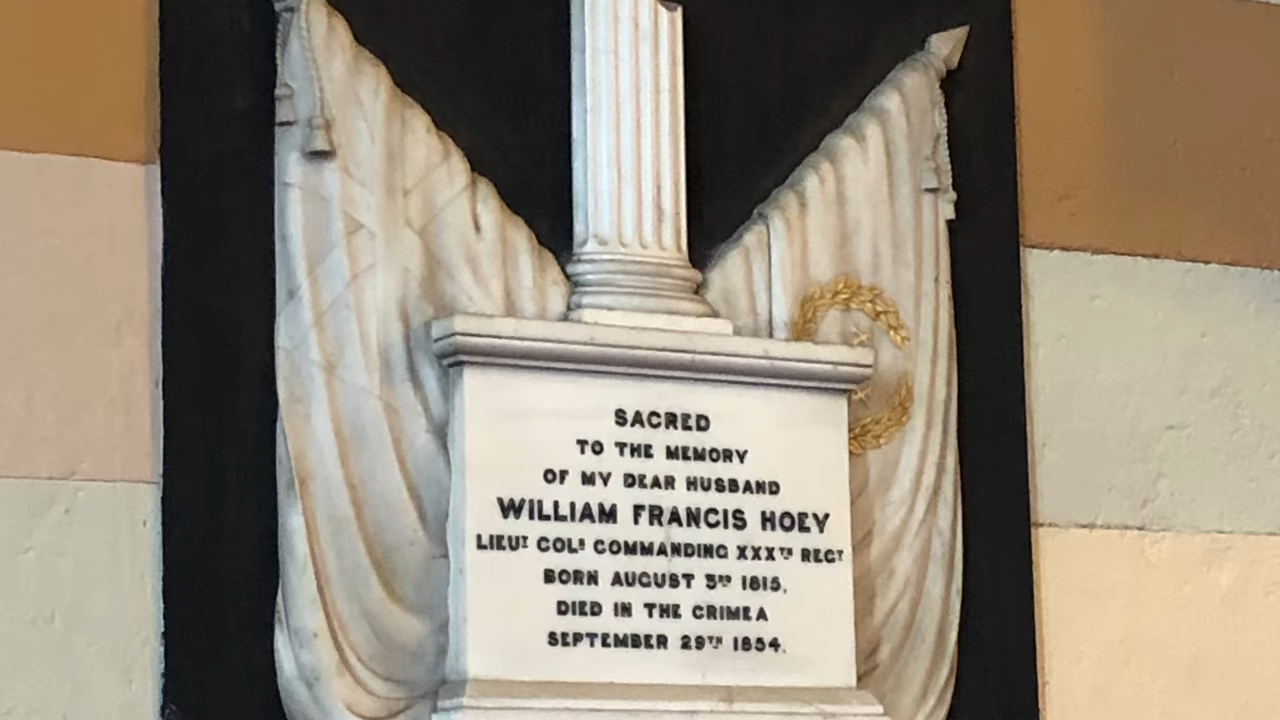 SACRED
TO THE MEMORY
OF MY DEAR HUSBAND
WILLIAM FRANCIS HOEY
LIEUT COLL COMMANDING XXXTH REGT
BORN AUGUST 3RD 1815,
DIED IN THE CRIMEA
SEPTEMBER 29TH 1854.